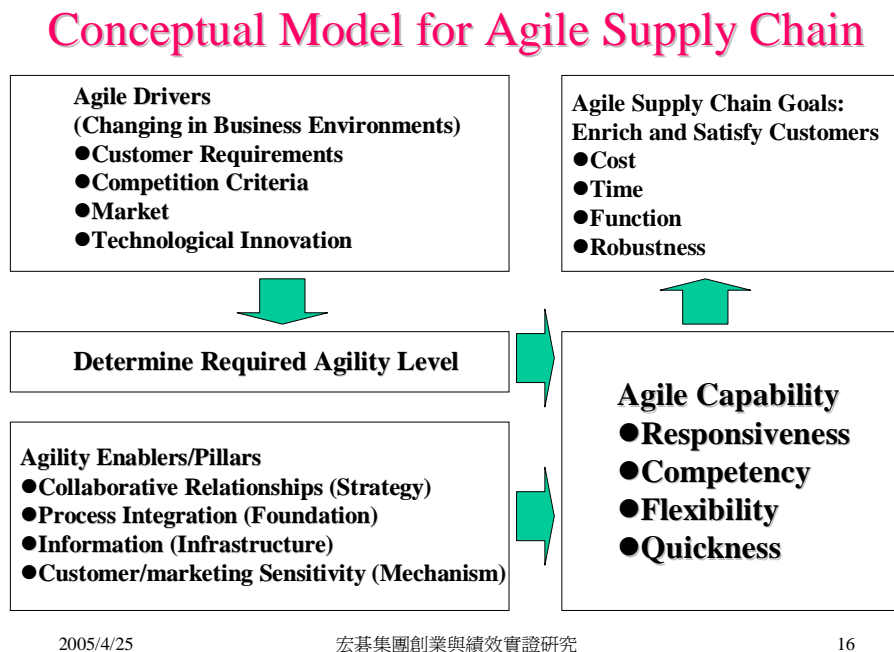 Conceptual Model for Agile Supply Chain
Agile Drivers
(Changing in Business Environments)
●Customer Requirements
●Competition Criteria
●Market
●Technological Innovation
Agile Supply Chain Goals:
Enrich and Satisfy Customers
●Cost
●Time
●Function
●Robustness
Determine Required Agility Level
Agility Enablers/Pillars
●Collaborative Relationships (Strategy)
●Process Integration (Foundation)
●Information (Infrastructure)
●Customer/marketing Sensitivity (Mechanism)
Agile Capability
●Responsiveness
●Competency
●Flexibility
●Quickness
2005/4/25
宏碁集團創業與績效實證研究
16